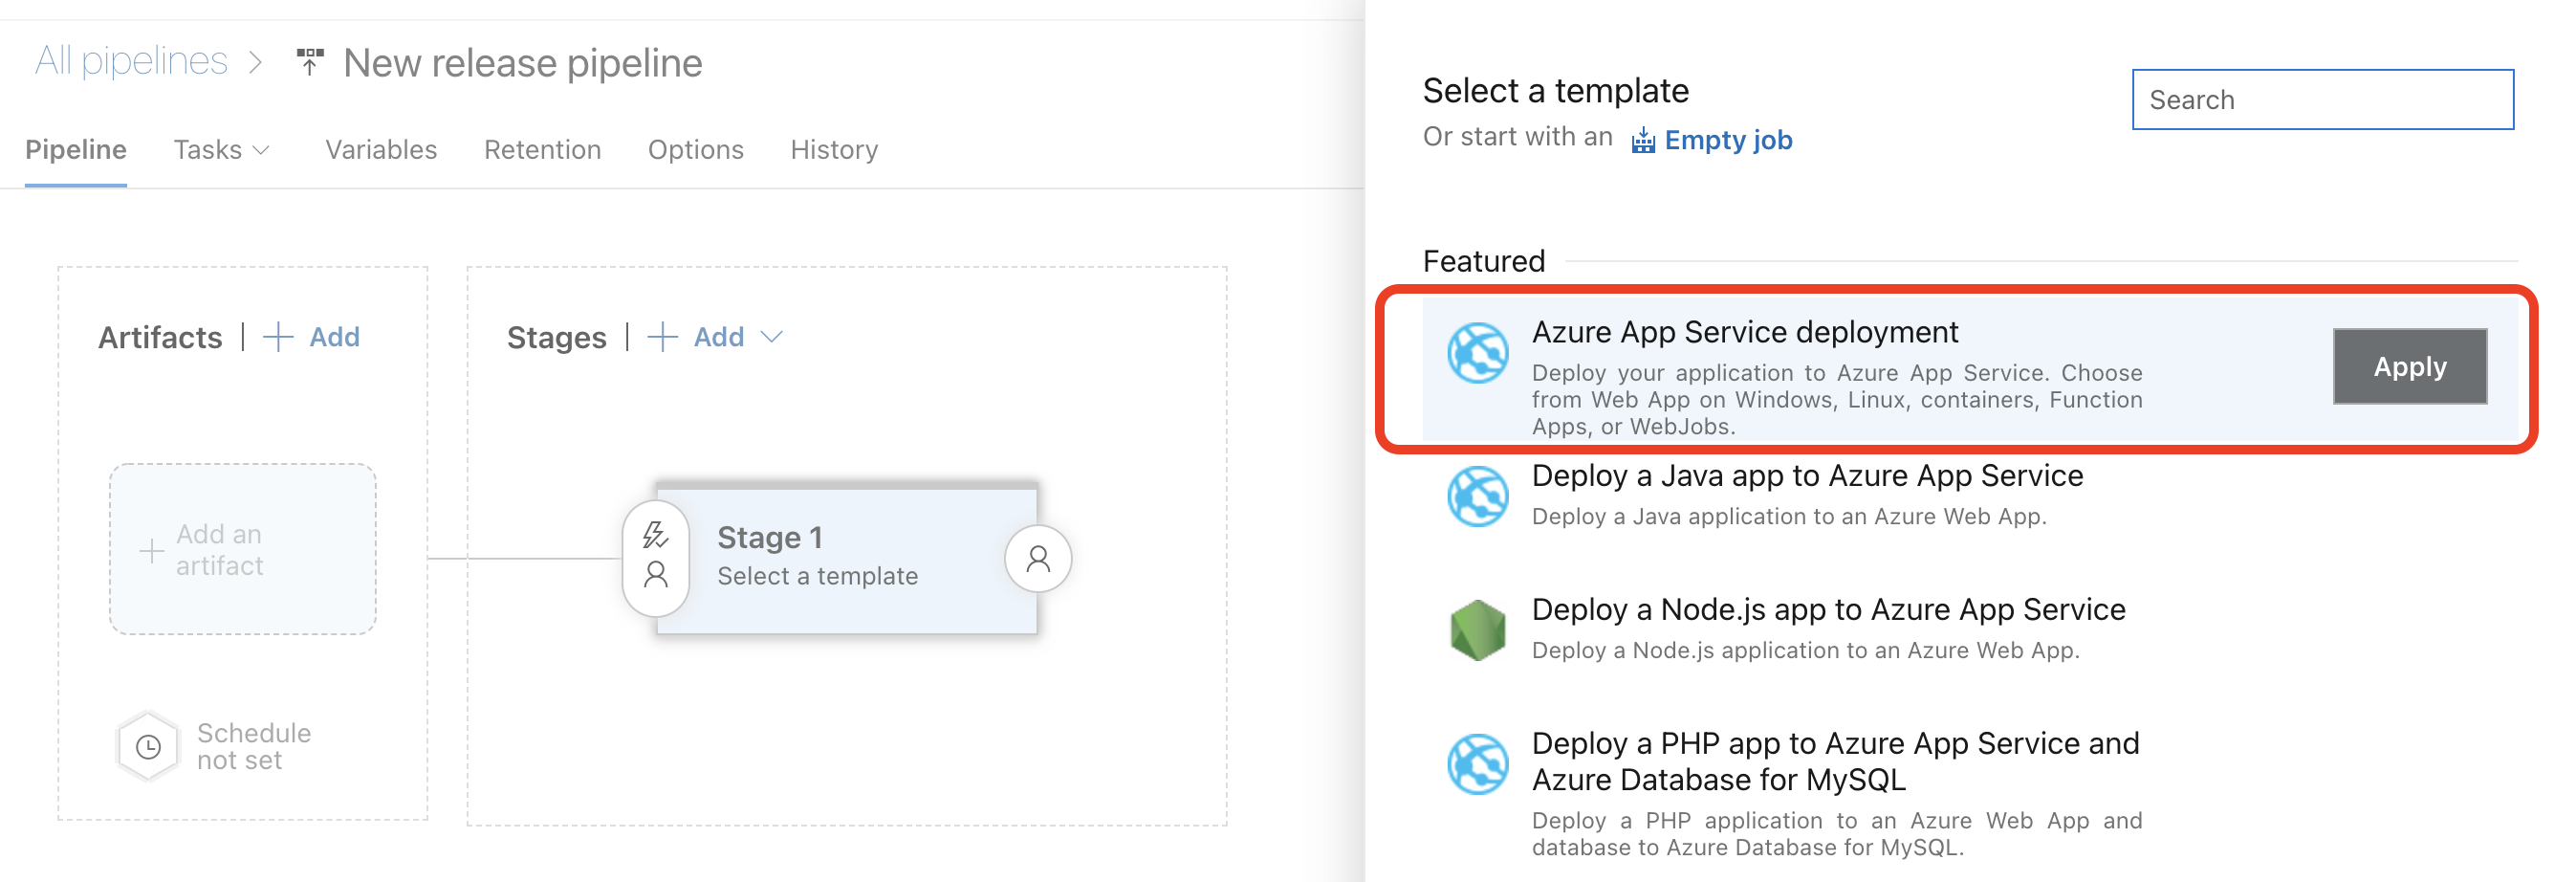 All pipelines > New release pipeline
Pipeline Tasks Variables Retention Options History
Artifacts | + Add
+ Add an
artifact
Schedule
not set
Stages | + Add
Stage 1
Select a template
Select a template
Or start with an Empty job
Search
Featured
Azure App Service deployment
Deploy your application to Azure App Service. Choose
from Web App on Windows, Linux, containers, Function
Apps, or WebJobs.
Apply
Deploy a Java app to Azure App Service
Deploy a Java application to an Azure Web App.
Deploy a Node.js app to Azure App Service
Deploy a Node.js application to an Azure Web App.
Deploy a PHP app to Azure App Service and
Azure Database for MySQL
Deploy a PHP application to an Azure Web App and
database to Azure Database for MySQL.